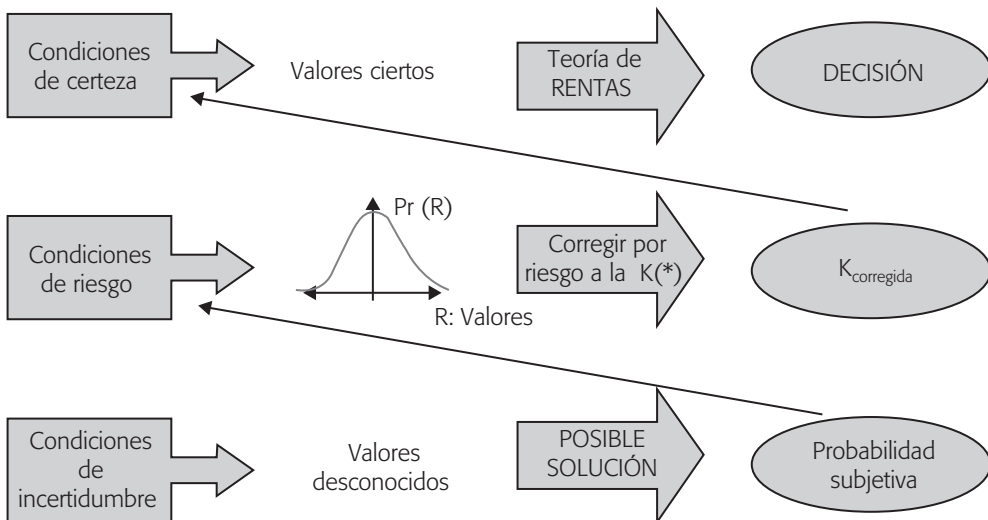 Condiciones
de certeza
Valores ciertos
Teoría de
RENTAS
DECISIÓN
Condiciones
de riesgo
Pr (R)
R: Valores
Corregir por
riesgo a la K(*)
Kcorregida
Condiciones
de
incertidumbre
Valores
desconocidos
POSIBLE
SOLUCIÓN
Probabilidad
subjetiva